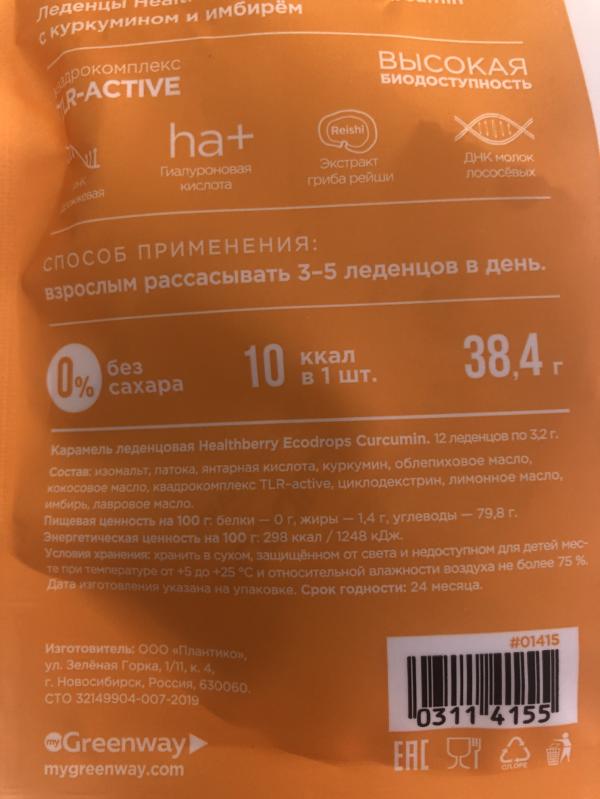 Леденцы
с куркумином и имбирём
квадрокомплекс
TLR-ACTIVE
ВЫСОКАЯ
БИОДОСТУПНОСТЬ
ha+
Гиалуроновая
кислота
Reishi
Экстракт
гриба рейши
ДНК молок
лососёвых
СПОСОБ ПРИМЕНЕНИЯ:
взрослым рассасывать 3–5 леденцов в день.
0% без
сахара
10 ккал
в 1 шт.
38,4 г
Карамель леденцовая Healthberry Ecodrops Curcumin. 12 леденцов по 3,2 г.
Состав: изомальт, патока, янтарная кислота, куркумин, облепиховое масло,
кокосовое масло, квадрокомплекс TLR-active, циклодекстрин, лимонное масло,
имбирь, лавровое масло.
Пищевая ценность на 100 г: белки — 0 г, жиры — 1,4 г, углеводы — 79,8 г.
Энергетическая ценность на 100 г: 298 ккал / 1248 кДж.
Условия хранения: хранить в сухом, защищённом от света и недоступном для детей мес-
те при температуре от +5 до +25 °С и относительной влажности воздуха не более 75 %.
Дата изготовления указана на упаковке. Срок годности: 24 месяца.
Изготовитель: ООО «Плантико»,
ул. Зелёная Горка, 1/11, к. 4,
г. Новосибирск, Россия, 630060.
СТО 32149904-007-2019
my Greenway
mygreenway.com
#01415
0311 4155
EAC
C/LDPE